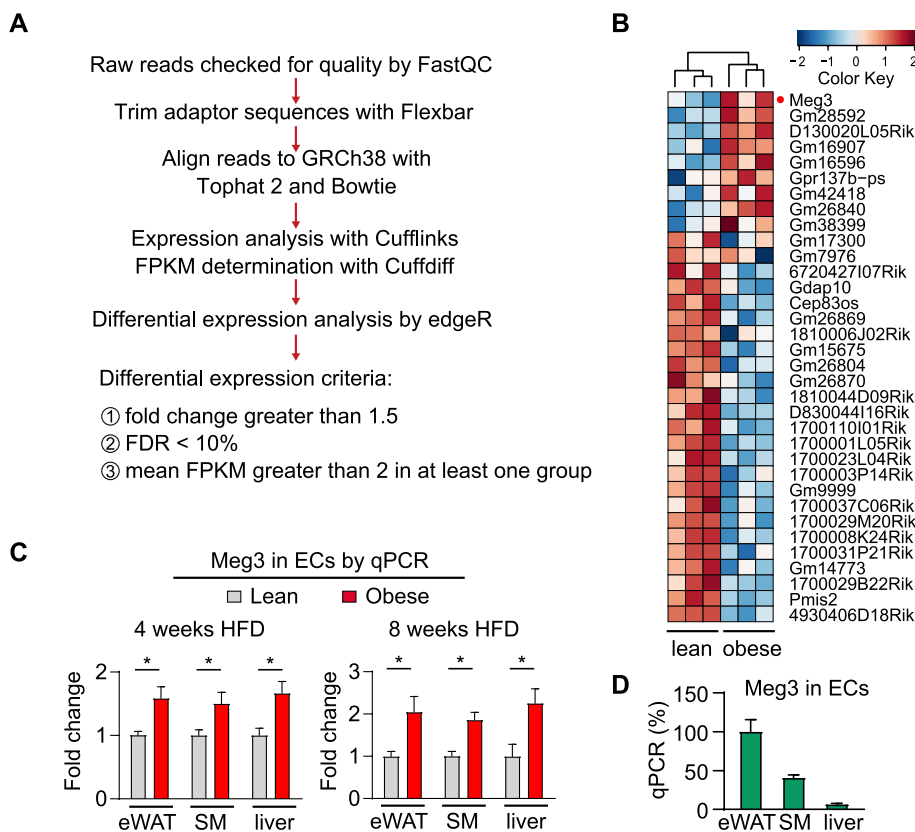 A
Raw reads checked for quality by FastQC
Trim adaptor sequences with Flexbar
Align reads to GRCh38 with
Tophat 2 and Bowtie
Expression analysis with Cufflinks
FPKM determination with Cuffdiff
Differential expression analysis by edgeR
Differential expression criteria:
① fold change greater than 1.5
② FDR < 10%
③ mean FPKM greater than 2 in at least one group
B
−2 −1 0 1 2
Color Key
Meg3
Gm28592
D130020L05Rik
Gm16907
Gm16596
Gpr137b−ps
Gm42418
Gm26840
Gm38399
Gm17300
Gm7976
6720427I07Rik
Gdap10
Cep83os
Gm26869
1810006J02Rik
Gm15675
Gm26804
Gm26870
1810044D09Rik
D830044I16Rik
1700110I01Rik
1700001L05Rik
1700023L04Rik
1700003P14Rik
Gm9999
1700037C06Rik
1700029M20Rik
1700008K24Rik
1700031P21Rik
Gm14773
1700029B22Rik
Pmis2
4930406D18Rik
lean obese
C
Meg3 in ECs by qPCR
Lean Obese
4 weeks HFD
Fold change
2
1
0
* * *
eWAT SM liver
8 weeks HFD
Fold change
3
2
1
0
* * *
eWAT SM liver
D
Meg3 in ECs
qPCR (%)
150
100
50
0
eWAT SM liver